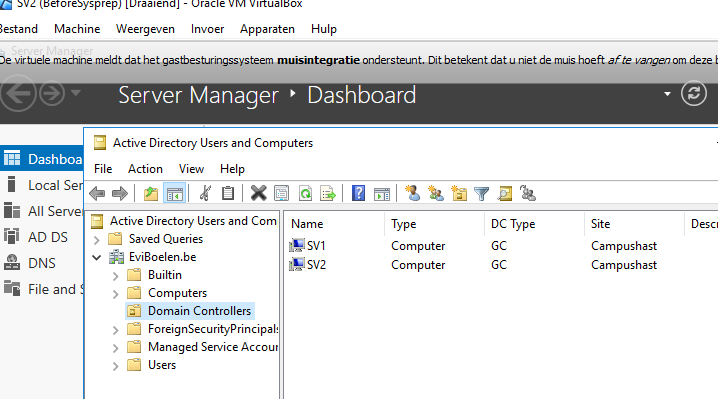 SV2 (BeforeSysprep) [Draaiend] - Oracle VM VirtualBox
Bestand Machine Weergeven Invoer Apparaten Help
Server Manager
De virtuele machine meldt dat het gastbesturingssysteem muisintegratie ondersteunt. Dit betekent dat u niet de muis hoeft af te vangen om deze
Server Manager • Dashboard
Active Directory Users and Computers
File Action View Help
Dashboa
Local Ser
All Server
AD DS
DNS
File and S
Active Directory Users and Com
Saved Queries
EviBoelen.be
Builtin
Computers
Domain Controllers
ForeignSecurityPrincipals
Managed Service Accour
Users
Name Type DC Type Site Descr
SV1 Computer GC Campushast
SV2 Computer GC Campushast